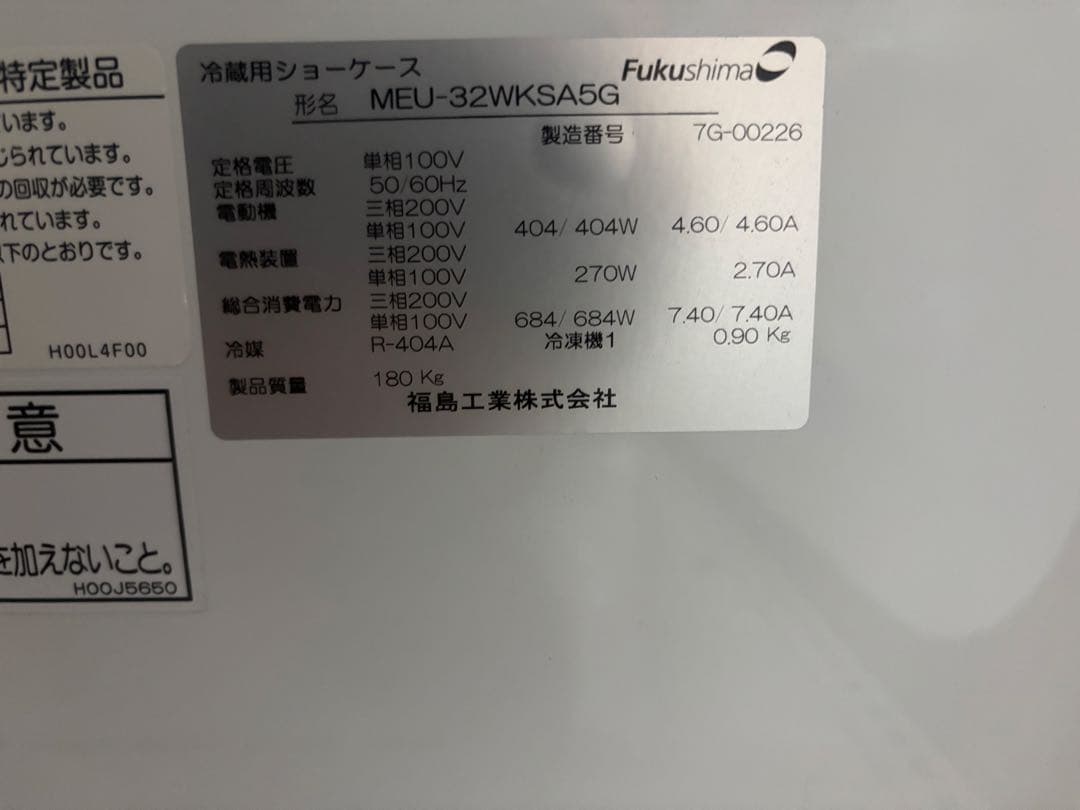 特定製品
います。
じられています。
の回収が必要です。
れています。
以下のとおりです。
H00L4F00
意
を加えないこと。
H00J5650
冷蔵用ショーケース Fukushima
形名 MEU-32WKSA5G
製造番号 7G-00226
定格電圧 単相100V
定格周波数 50/60Hz
電動機 三相200V
単相100V 404/ 404W 4.60/ 4.60A
電熱装置 三相200V
単相100V 270W 2.70A
総合消費電力 三相200V
単相100V 684/ 684W 7.40/ 7.40A
冷媒 R-404A 冷凍機1 0.90 Kg
製品質量 180 Kg
福島工業株式会社